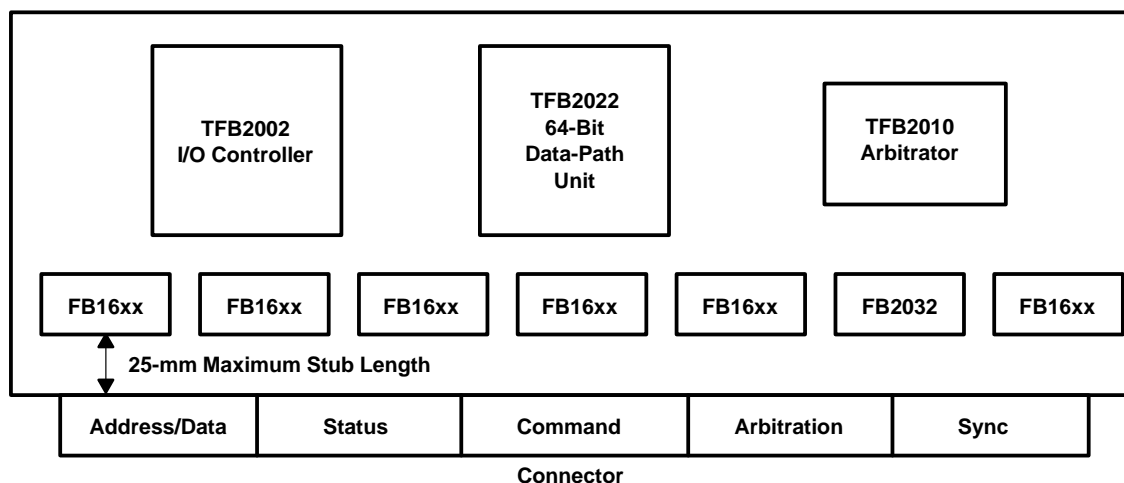 TFB2002
I/O Controller
TFB2022
64-Bit
Data-Path
Unit
TFB2010
Arbitrator
FB16xx
FB16xx
FB16xx
FB16xx
FB16xx
FB2032
FB16xx
25-mm Maximum Stub Length
Address/Data
Status
Command
Arbitration
Sync
Connector